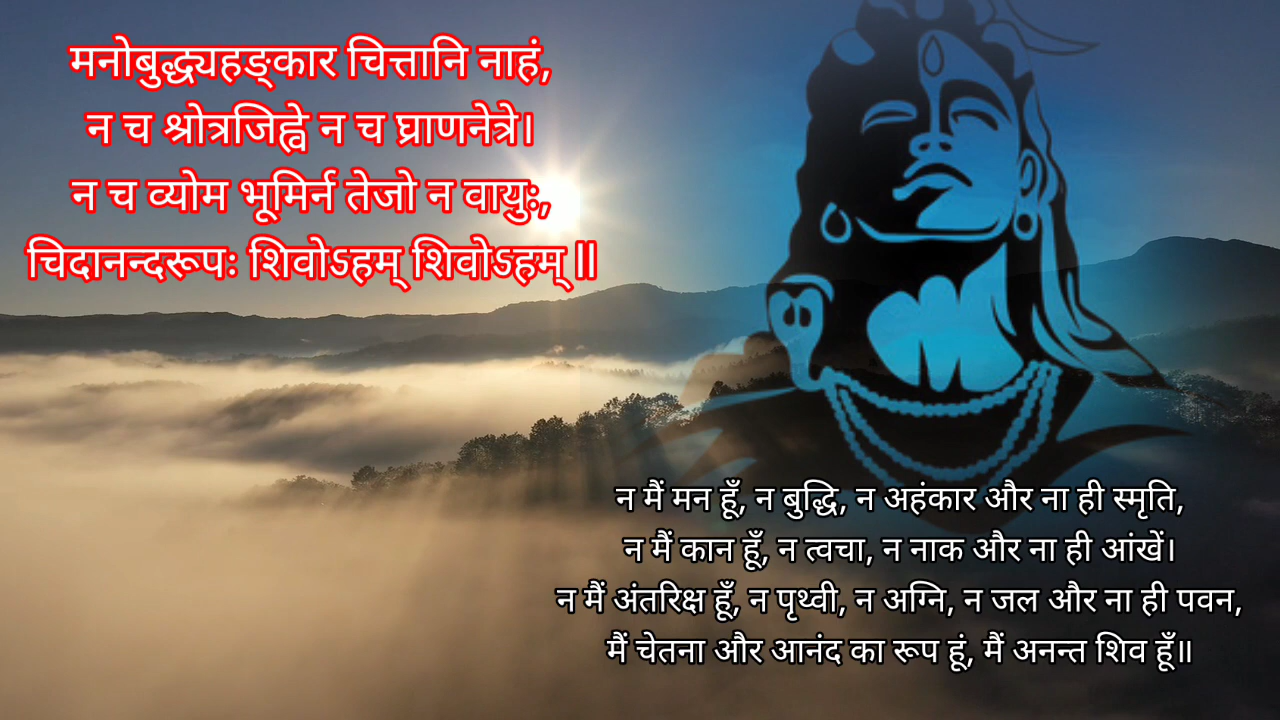 मनोबुद्ध्यहङ्कार चित्तानि नाहं,
न च श्रोत्रजिह्वे न च घ्राणनेत्रे।
न च व्योम भूमिर्न तेजो न वायुः,
चिदानन्दरूपः शिवोऽहम् शिवोऽहम् ॥
न मैं मन हूँ, न बुद्धि, न अहंकार और ना ही स्मृति,
न मैं कान हूँ, न त्वचा, न नाक और ना ही आंखें।
न मैं अंतरिक्ष हूँ, न पृथ्वी, न अग्नि, न जल और ना ही पवन,
मैं चेतना और आनंद का रूप हूं, मैं अनन्त शिव हूँ॥